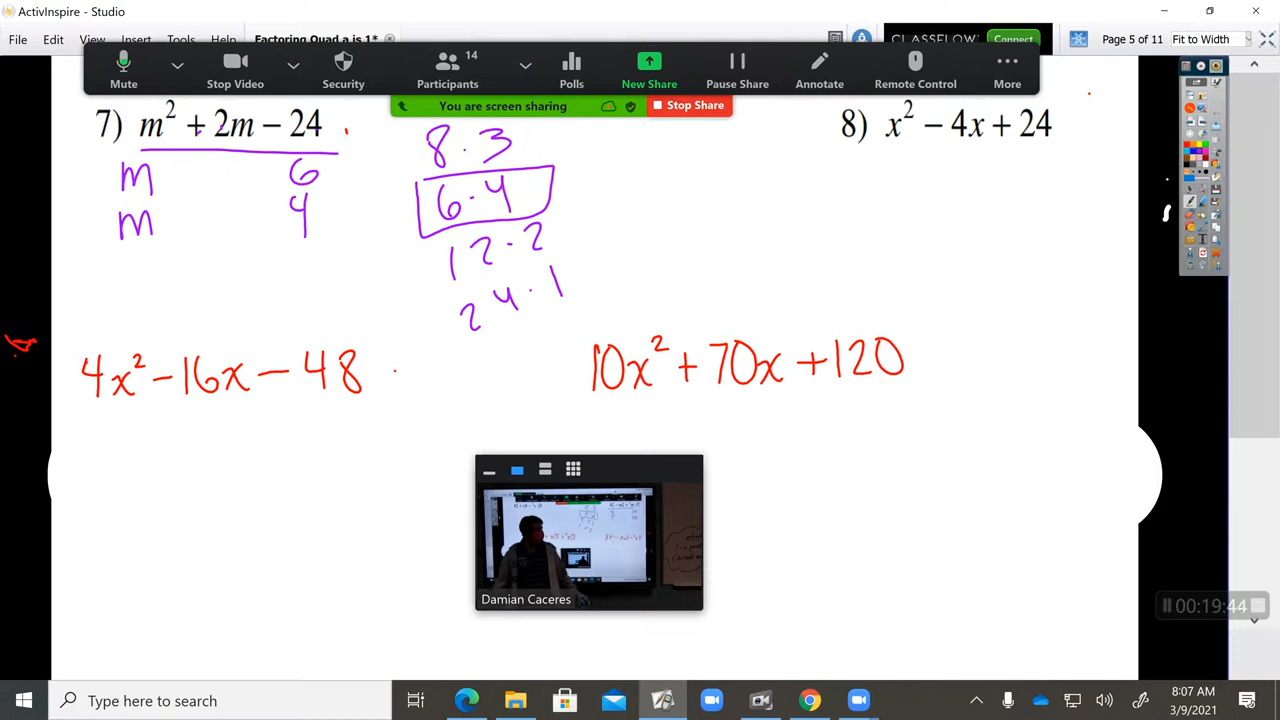 ActivInspire - Studio
File Edit View Insert Tools Help Factoring Quad a is 1* CLASSFLOW Connect Page 5 of 11 Fit to Width
Mute Stop Video Security 14 Participants Polls New Share Pause Share Annotate Remote Control More
You are screen sharing Stop Share
7) m² + 2m − 24
8) x² − 4x + 24
8 · 3
m 6
6 · 4
m 4
12 · 2
24 · 1
4x² − 16x − 48
10x² + 70x + 120
Damian Caceres
00:19:44
Type here to search
8:07 AM
3/9/2021